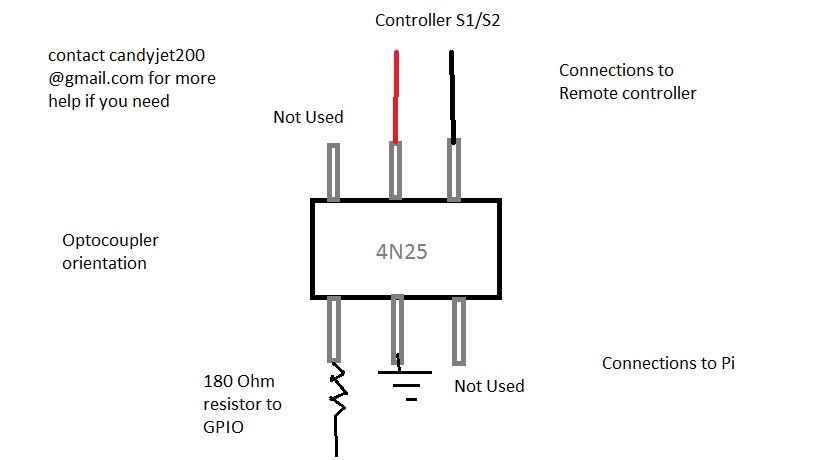 Controller S1/S2
contact candyjet200
@gmail.com for more
help if you need
Connections to
Remote controller
Not Used
Optocoupler
orientation
4N25
180 Ohm
resistor to
GPIO
Not Used
Connections to Pi